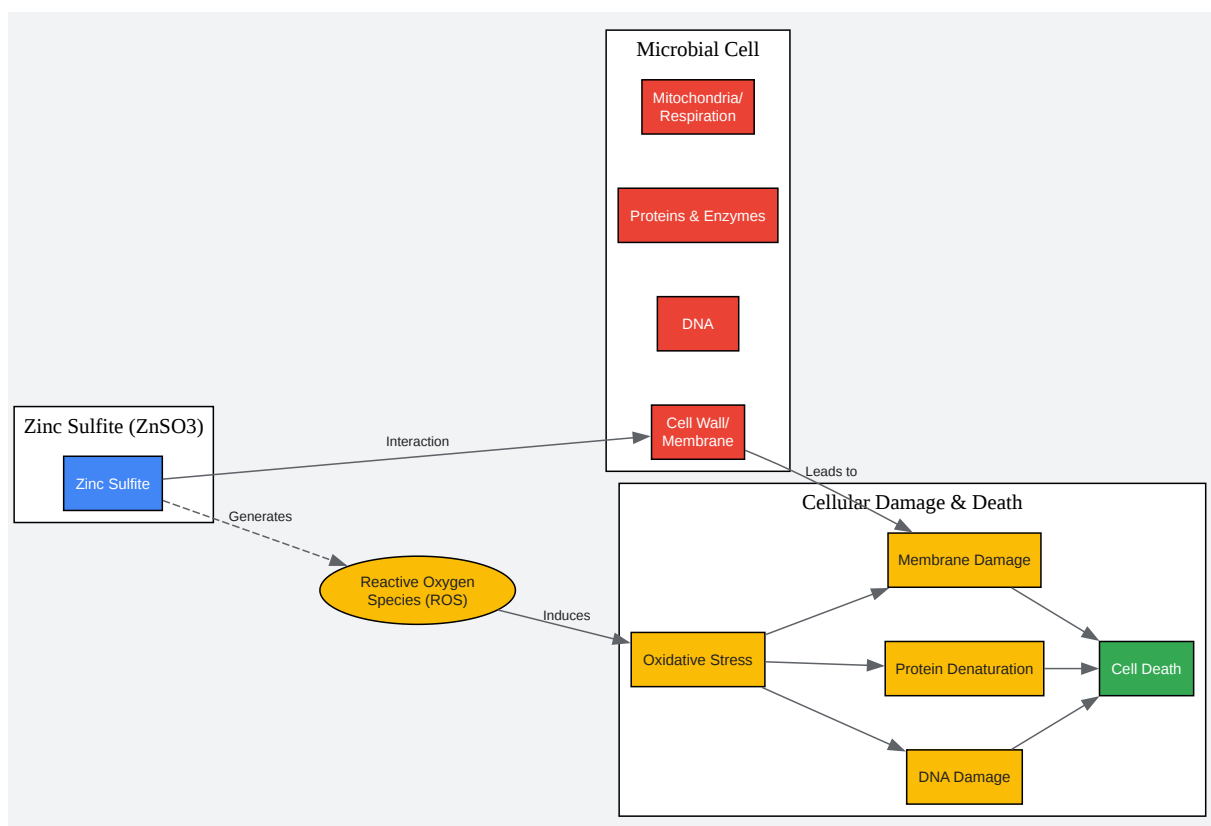 Microbial Cell
Mitochondria/
Respiration
Proteins & Enzymes
DNA
Cell Wall/
Membrane
Zinc Sulfite (ZnSO3)
Zinc Sulfite
Interaction
Generates
Leads to
Reactive Oxygen
Species (ROS)
Induces
Cellular Damage & Death
Membrane Damage
Oxidative Stress
Protein Denaturation
Cell Death
DNA Damage